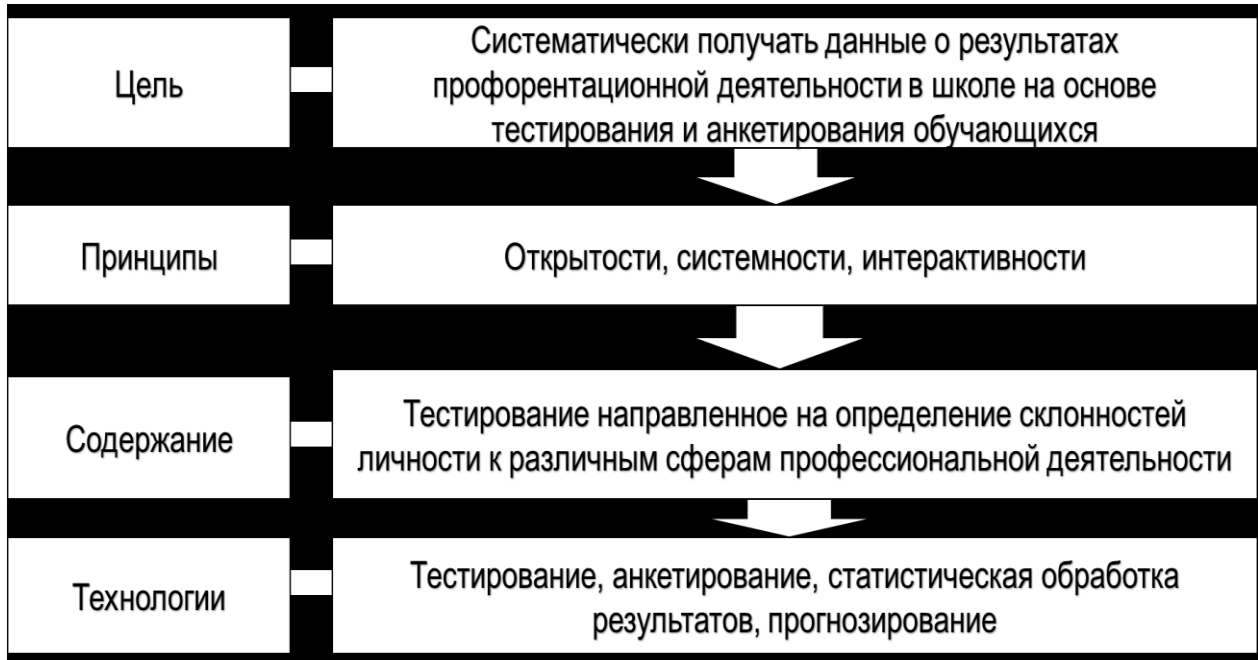 Цель
Систематически получать данные о результатах
профорентационной деятельности в школе на основе
тестирования и анкетирования обучающихся
Принципы
Открытости, системности, интерактивности
Содержание
Тестирование направленное на определение склонностей
личности к различным сферам профессиональной деятельности
Технологии
Тестирование, анкетирование, статистическая обработка
результатов, прогнозирование